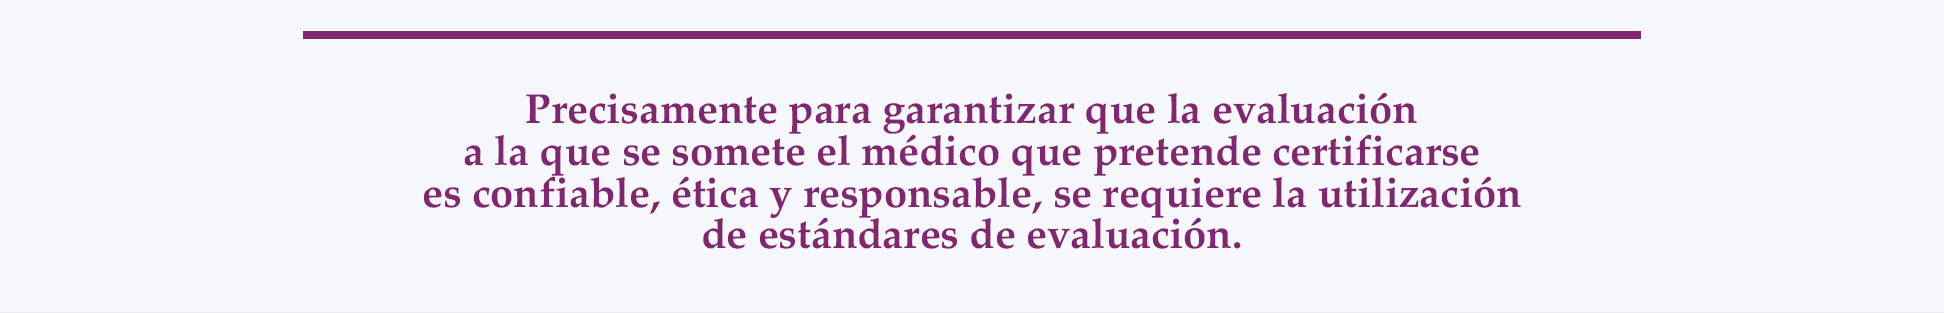 Precisamente para garantizar que la evaluación
a la que se somete el médico que pretende certificarse
es confiable, ética y responsable, se requiere la utilización
de estándares de evaluación.